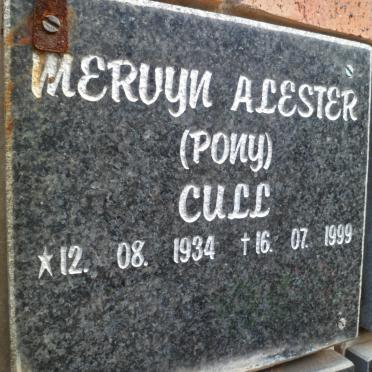 MERVYN ALESTER
(PONY)
CULL
★12. 08. 1934 †16. 07. 1999